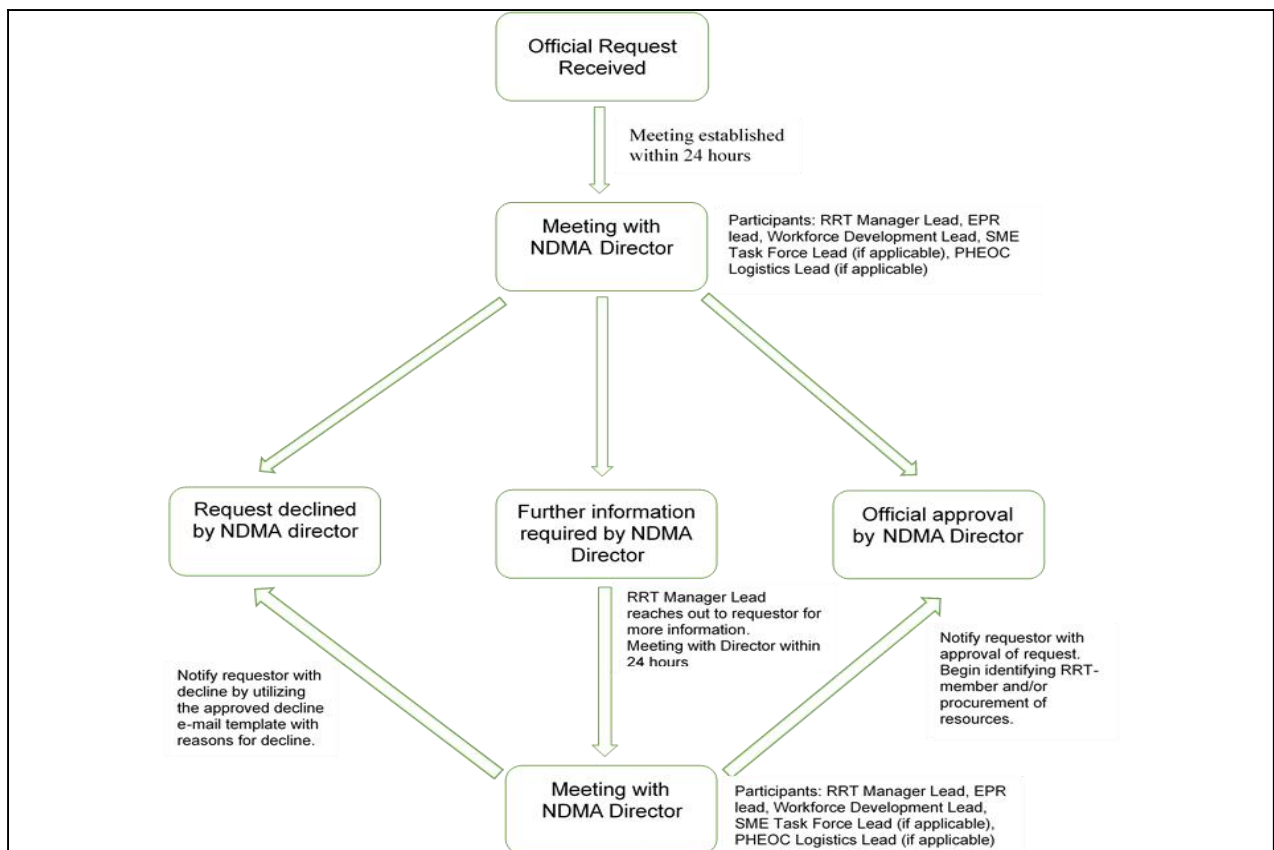 Official Request
Received
Meeting established
within 24 hours
Meeting with
NDMA Director
Participants: RRT Manager Lead, EPR
lead, Workforce Development Lead, SME
Task Force Lead (if applicable), PHEOC
Logistics Lead (if applicable)
Request declined
by NDMA director
Further information
required by NDMA
Director
Official approval
by NDMA Director
RRT Manager Lead
reaches out to requestor for
more information.
Meeting with Director within
24 hours
Notify requestor with
decline by utilizing
the approved decline
e-mail template with
reasons for decline.
Notify requestor with
approval of request.
Begin identifying RRT-
member and/or
procurement of
resources.
Meeting with
NDMA Director
Participants: RRT Manager Lead, EPR
lead, Workforce Development Lead,
SME Task Force Lead (if applicable),
PHEOC Logistics Lead (if applicable)